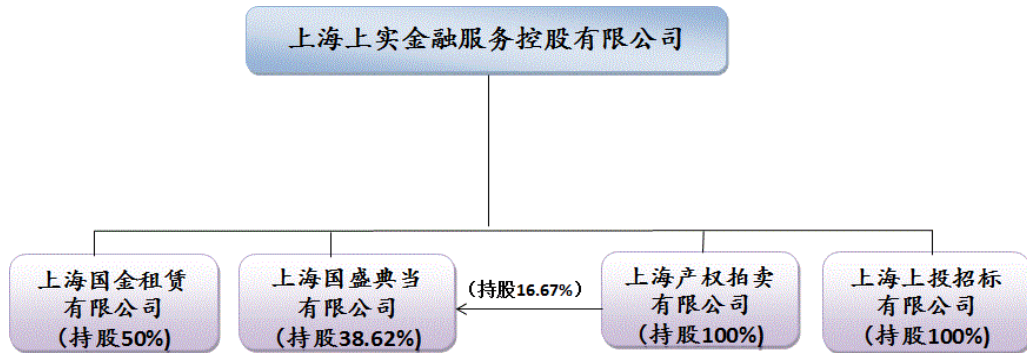 上海上实金融服务控股有限公司
上海国金租赁
有限公司
(持股50%)
上海国盛典当
有限公司
(持股38.62%)
(持股16.67%)
上海产权拍卖
有限公司
(持股100%)
上海上投招标
有限公司
(持股100%)